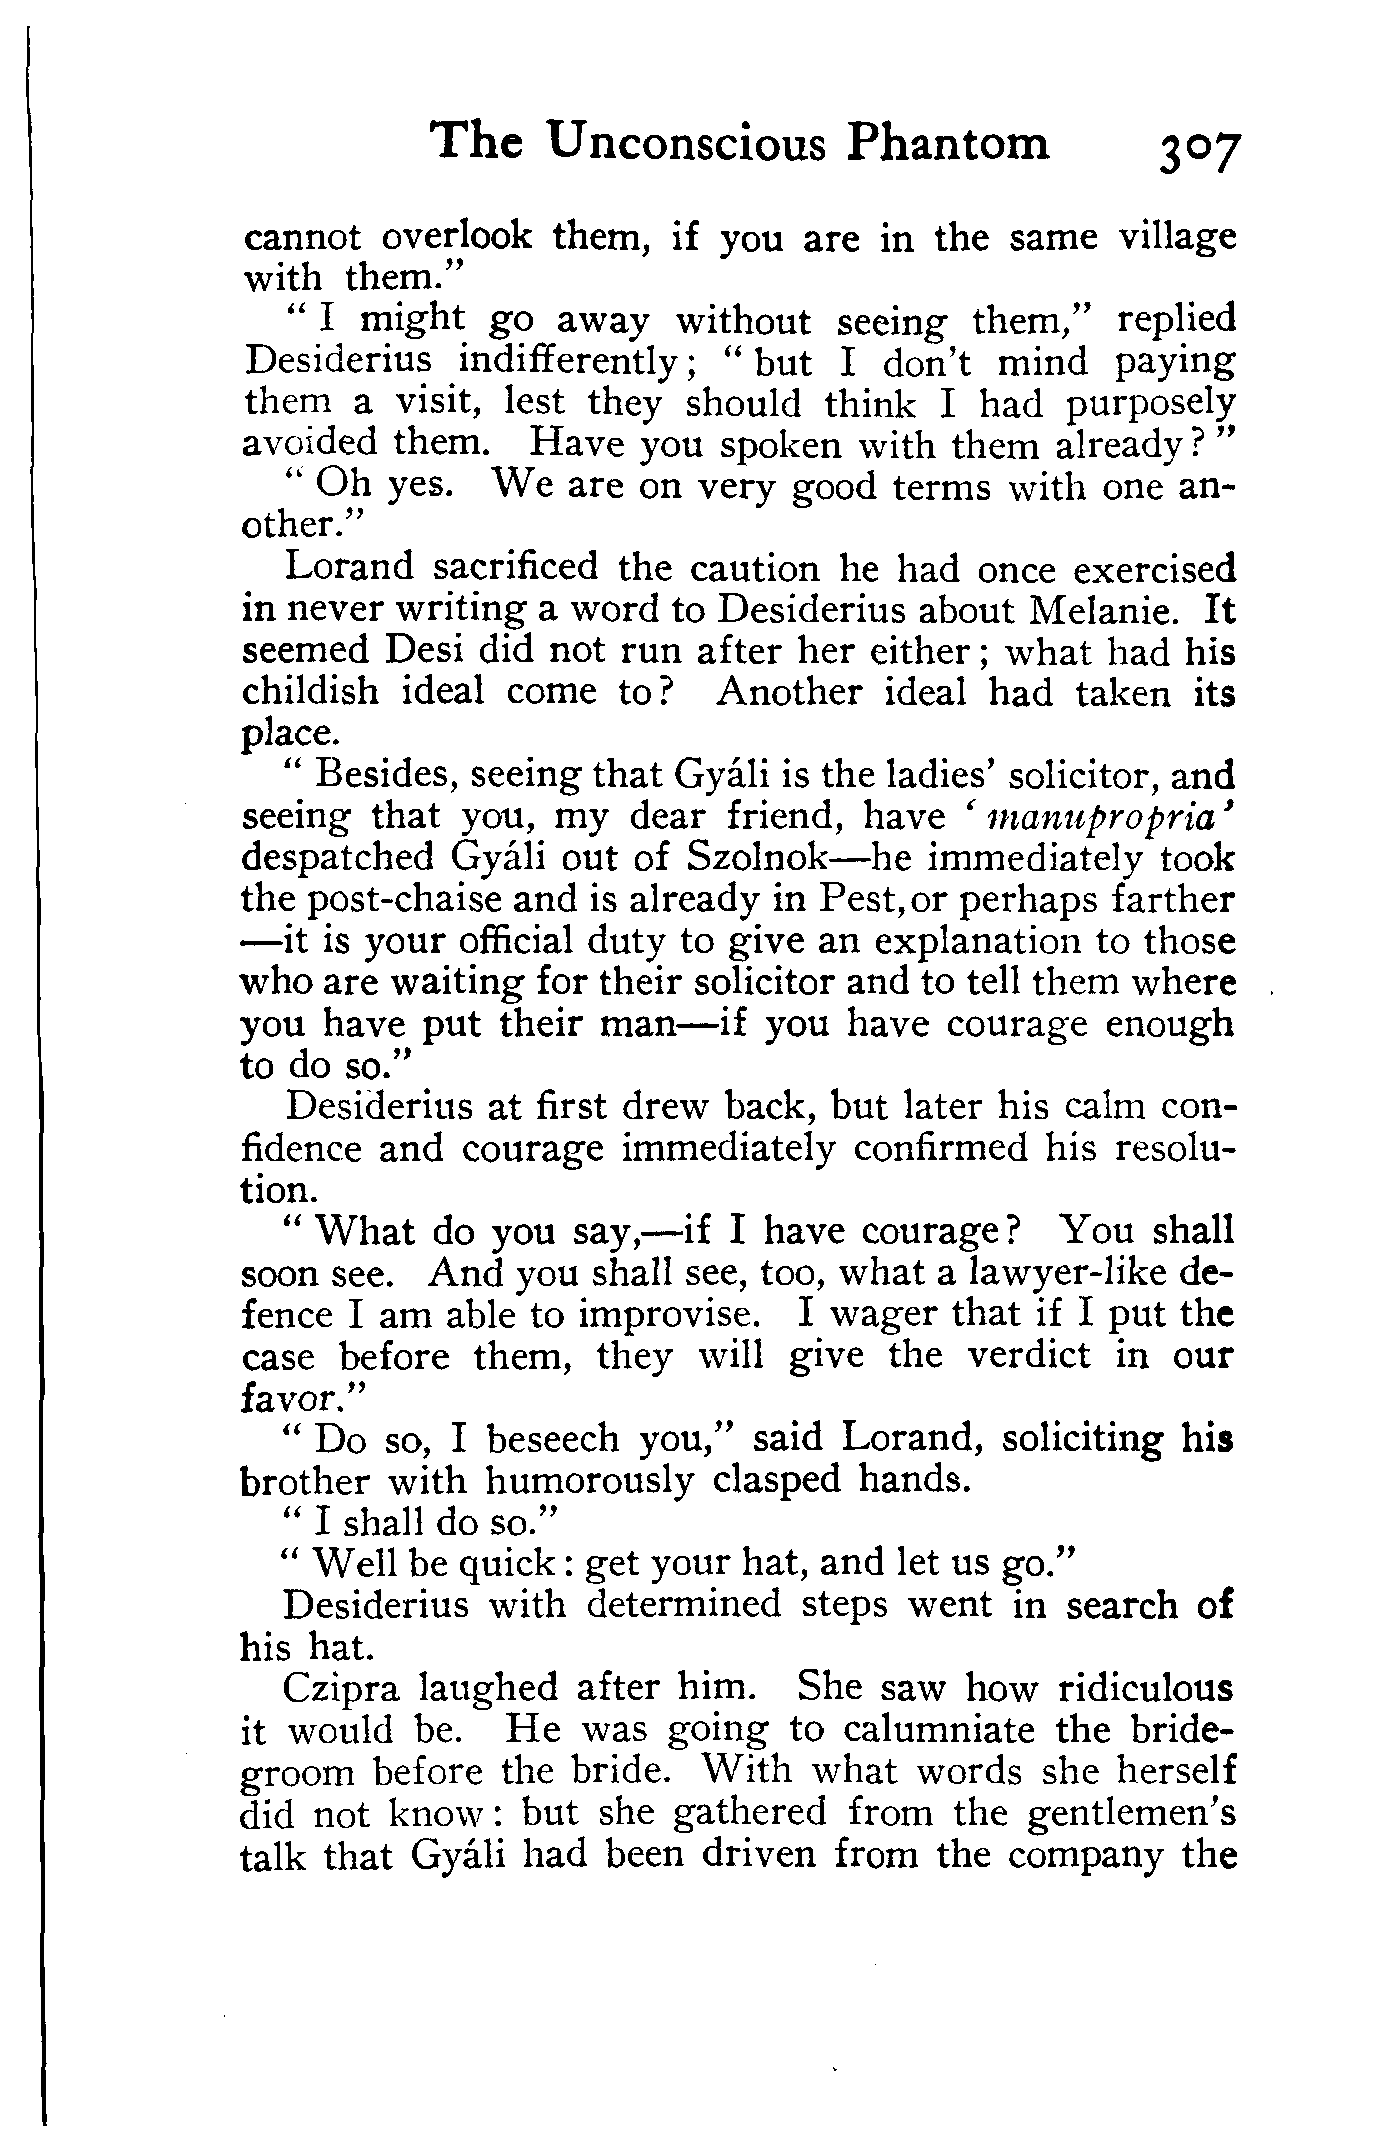 The Unconscious Phantom 307
cannot overlook them, if you are in the same village
with them."
" I might go away without seeing them," replied
Desiderius indifferently ; " but I don't mind paying
them a visit, lest they should think I had purposely
avoided them. Have you spoken with them already ? "
" Oh yes. We are on very good terms with one an-
other."
Lorand sacrificed the caution he had once exercised
in never writing a word to Desiderius about Melanie. It
seemed Desi did not run after her either ; what had his
childish ideal come to ? Another ideal had taken its
place.
" Besides, seeing that Gyáli is the ladies' solicitor, and
seeing that you, my dear friend, have ' manupropria '
despatched Gyáli out of Szolnok—he immediately took
the post-chaise and is already in Pest, or perhaps farther
—it is your official duty to give an explanation to those
who are waiting for their solicitor and to tell them where
you have put their man—if you have courage enough
to do so."
Desiderius at first drew back, but later his calm con-
fidence and courage immediately confirmed his resolu-
tion.
" What do you say,—if I have courage ? You shall
soon see. And you shall see, too, what a lawyer-like de-
fence I am able to improvise. I wager that if I put the
case before them, they will give the verdict in our
favor."
" Do so, I beseech you," said Lorand, soliciting his
brother with humorously clasped hands.
" I shall do so."
" Well be quick : get your hat, and let us go."
Desiderius with determined steps went in search of
his hat.
Czipra laughed after him. She saw how ridiculous
it would be. He was going to calumniate the bride-
groom before the bride. With what words she herself
did not know : but she gathered from the gentlemen's
talk that Gyáli had been driven from the company the